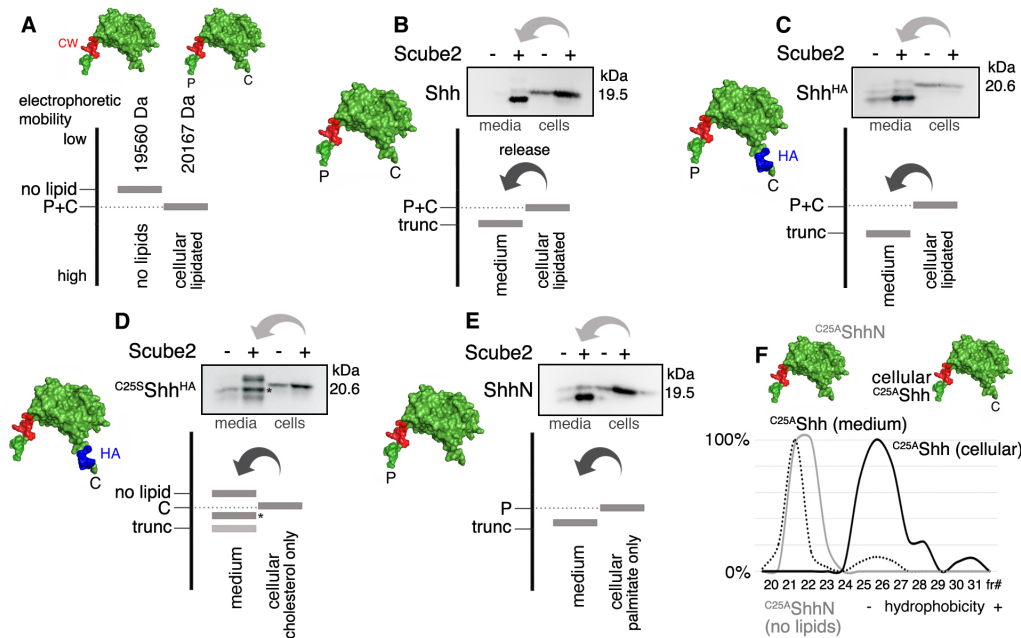 A
CW
P
C
electrophoretic
mobility
low
19560 Da
20167 Da
no lipid
P+C
high
no lipids
cellular
lipidated
B
Scube2
- + - +
kDa
Shh
19.5
media cells
P
C
release
P+C
trunc
medium
cellular
lipidated
C
Scube2
- + - +
kDa
ShhHA
20.6
media cells
HA
P
C
P+C
trunc
medium
cellular
lipidated
D
Scube2
- + - +
kDa
C25SShhHA
*
20.6
media cells
HA
C
no lipid
C
*
trunc
medium
cellular
cholesterol only
E
Scube2
- + - +
kDa
ShhN
19.5
media cells
P
P
trunc
medium
cellular
palmitate only
C25AShhN
F
cellular
C25AShh
C
C25AShh (medium)
100%
C25AShh (cellular)
0%
20 21 22 23 24 25 26 27 28 29 30 31 fr#
C25AShhN
(no lipids)
- hydrophobicity +